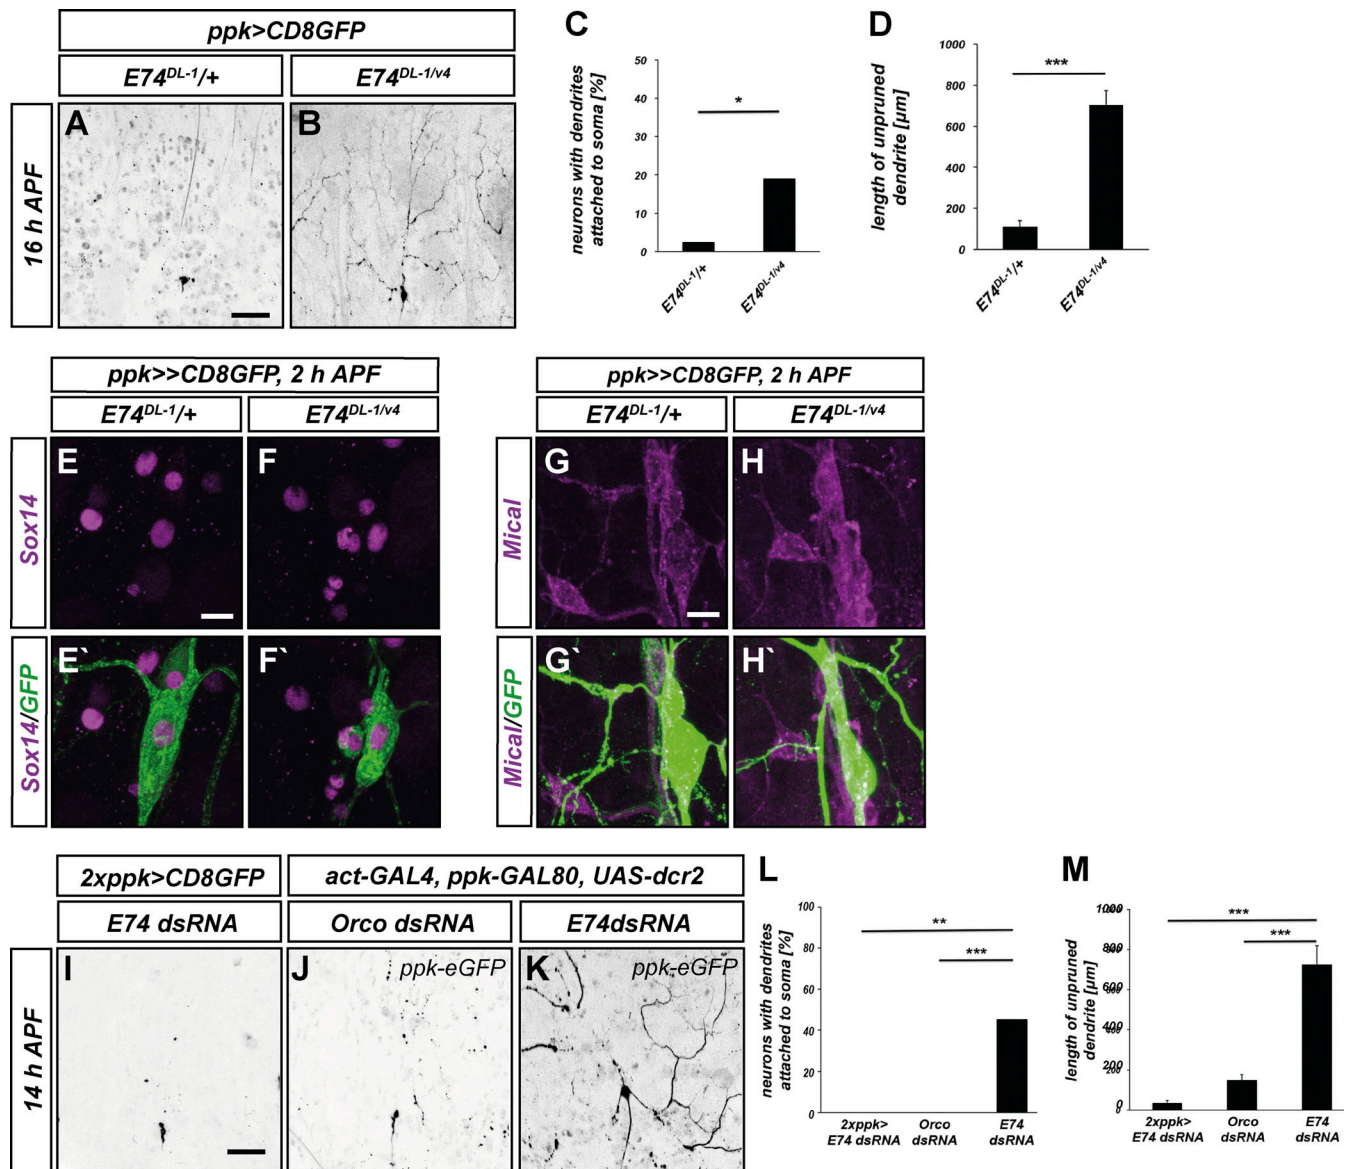 ppk>CD8GFP
E74DL-1/+
E74DL-1/v4
16 h APF
A
B
C
neurons with dendrites
attached to soma [%]
50
40
30
20
10
0
*
E74DL-1/+
E74DL-1/v4
D
length of unpruned
dendrite [µm]
1000
800
600
400
200
0
***
E74DL-1/+
E74DL-1/v4
ppk>>CD8GFP, 2 h APF
E74DL-1/+
E74DL-1/v4
Sox14
E
F
Sox14/GFP
E`
F`
ppk>>CD8GFP, 2 h APF
E74DL-1/+
E74DL-1/v4
Mical
G
H
Mical/GFP
G`
H`
2xppk>CD8GFP
act-GAL4, ppk-GAL80, UAS-dcr2
E74 dsRNA
Orco dsRNA
E74dsRNA
14 h APF
I
J
ppk-eGFP
K
ppk-eGFP
L
neurons with dendrites
attached to soma [%]
100
80
60
40
20
0
**
***
2xppk>
E74 dsRNA
Orco
dsRNA
E74
dsRNA
M
length of unpruned
dendrite [µm]
1000
800
600
400
200
0
***
***
2xppk>
E74 dsRNA
Orco
dsRNA
E74
dsRNA